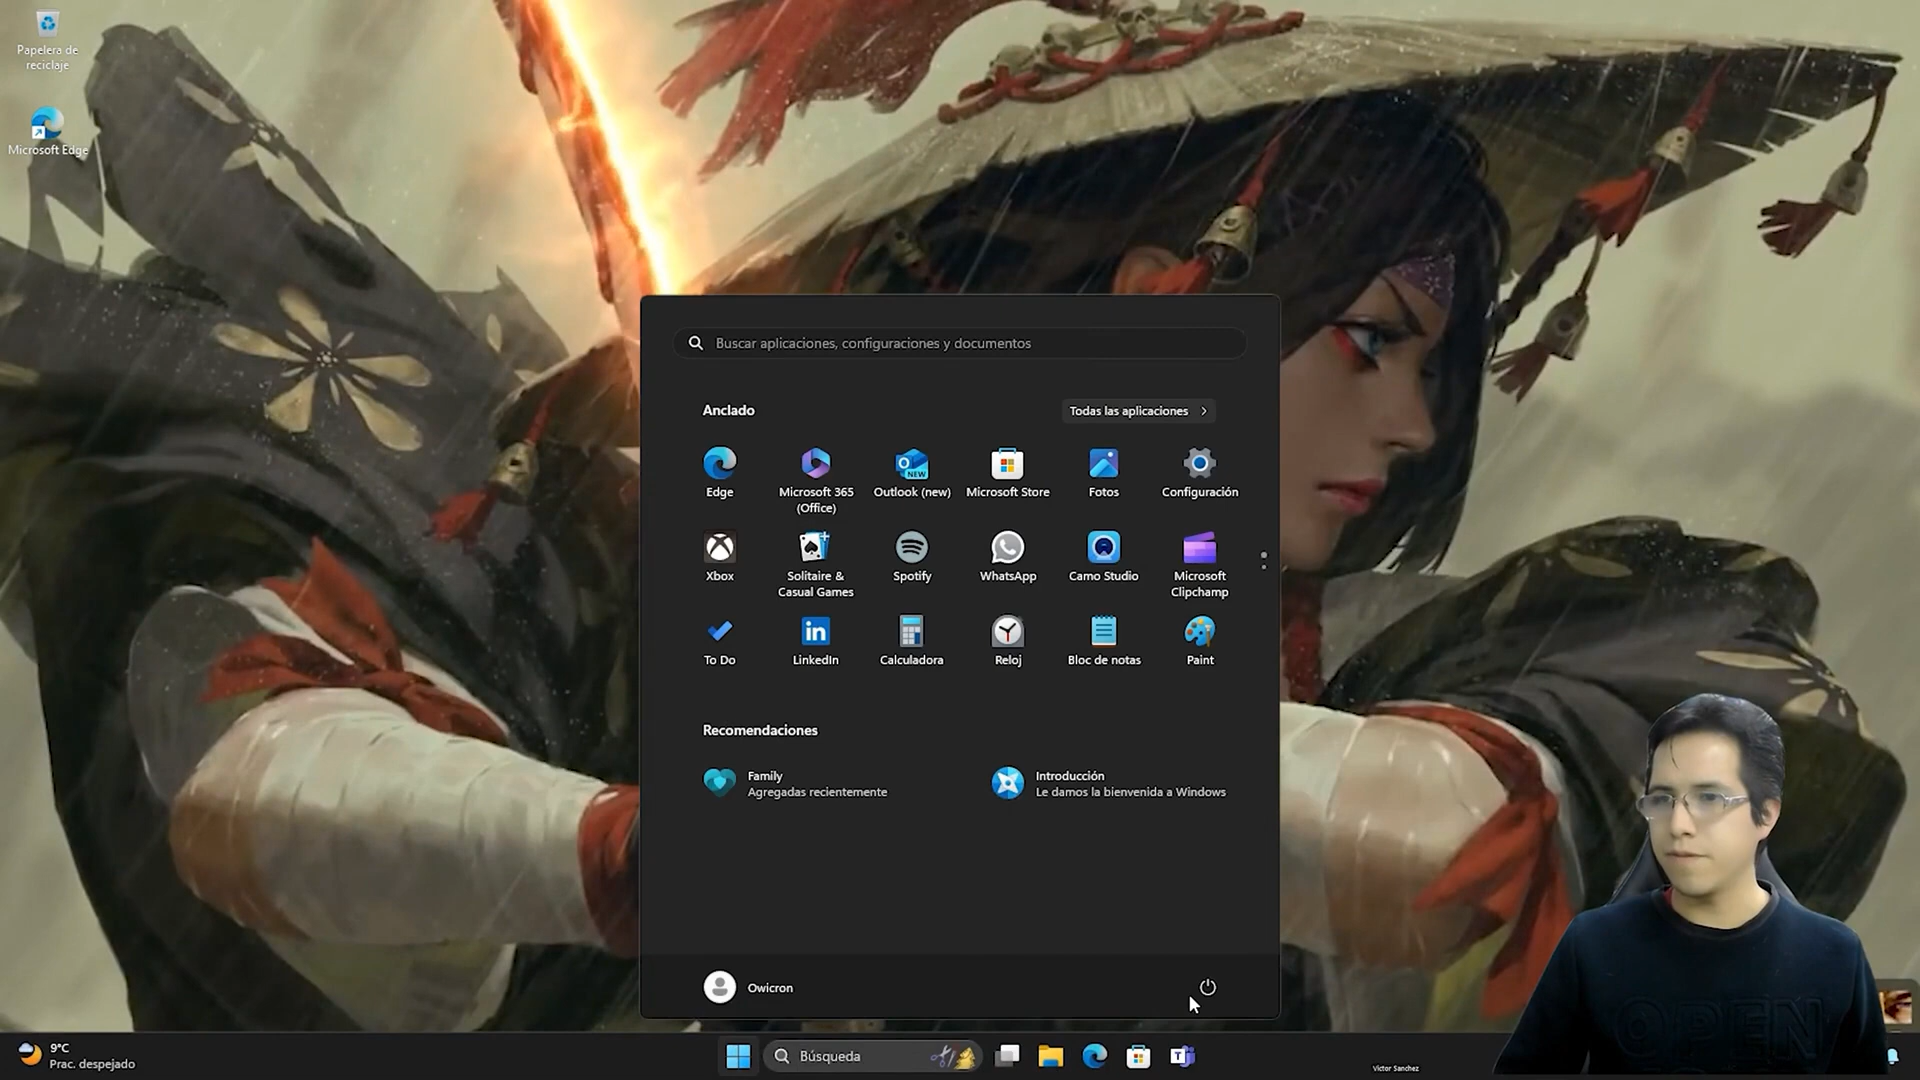 Papelera de
reciclaje
Microsoft Edge
Buscar aplicaciones, configuraciones y documentos
Anclado
Todas las aplicaciones
Edge
Microsoft 365
(Office)
Outlook (new)
Microsoft Store
Fotos
Configuración
Xbox
Solitaire &
Casual Games
Spotify
WhatsApp
Camo Studio
Microsoft
Clipchamp
To Do
LinkedIn
Calculadora
Reloj
Bloc de notas
Paint
Recomendaciones
Family
Agregadas recientemente
Introducción
Le damos la bienvenida a Windows
Owicron
9°C
Prac. despejado
Búsqueda
Victor Sanchez
OPEN